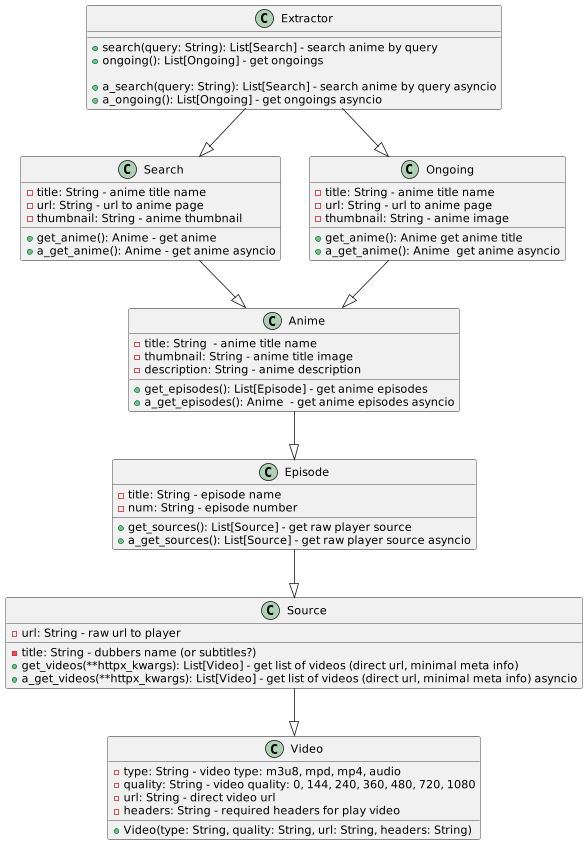 C Extractor
search(query: String): List[Search] - search anime by query
ongoing(): List[Ongoing] - get ongoings
a_search(query: String): List[Search] - search anime by query asyncio
a_ongoing(): List[Ongoing] - get ongoings asyncio
C Search
title: String - anime title name
url: String - url to anime page
thumbnail: String - anime thumbnail
get_anime(): Anime - get anime
a_get_anime(): Anime - get anime asyncio
C Ongoing
title: String - anime title name
url: String - url to anime page
thumbnail: String - anime image
get_anime(): Anime get anime title
a_get_anime(): Anime  get anime asyncio
C Anime
title: String  - anime title name
thumbnail: String - anime title image
description: String - anime description
get_episodes(): List[Episode] - get anime episodes
a_get_episodes(): Anime  - get anime episodes asyncio
C Episode
title: String - episode name
num: String - episode number
get_sources(): List[Source] - get raw player source
a_get_sources(): List[Source] - get raw player source asyncio
C Source
url: String - raw url to player
title: String - dubbers name (or subtitles?)
get_videos(**httpx_kwargs): List[Video] - get list of videos (direct url, minimal meta info)
a_get_videos(**httpx_kwargs): List[Video] - get list of videos (direct url, minimal meta info) asyncio
C Video
type: String - video type: m3u8, mpd, mp4, audio
quality: String - video quality: 0, 144, 240, 360, 480, 720, 1080
url: String - direct video url
headers: String - required headers for play video
Video(type: String, quality: String, url: String, headers: String)